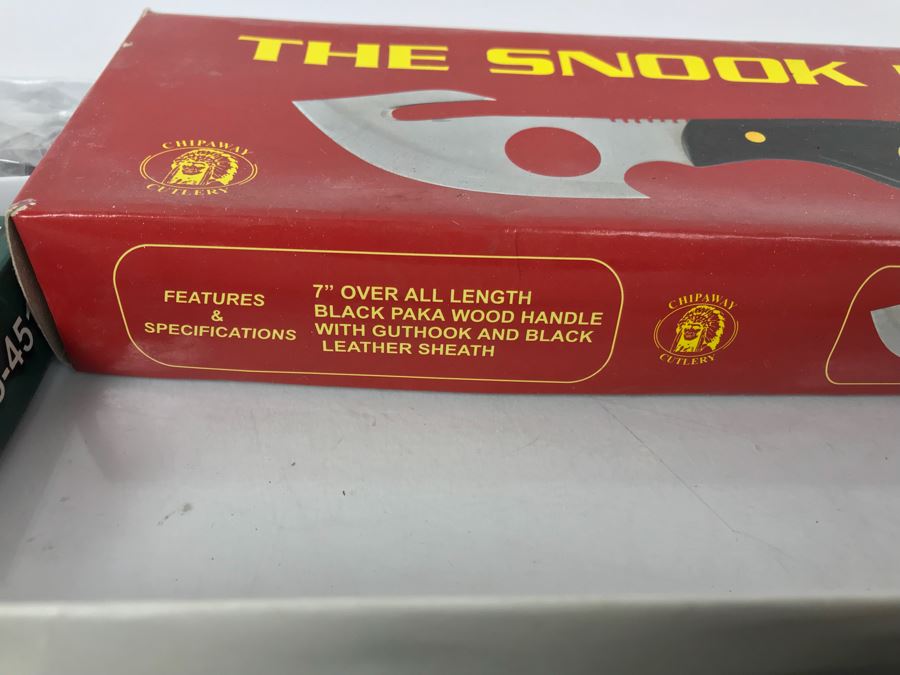 THE SNOOK
CHIPAWAY
CUTLERY
FEATURES
&
SPECIFICATIONS
7” OVER ALL LENGTH
BLACK PAKA WOOD HANDLE
WITH GUTHOOK AND BLACK
LEATHER SHEATH
CHIPAWAY
CUTLERY